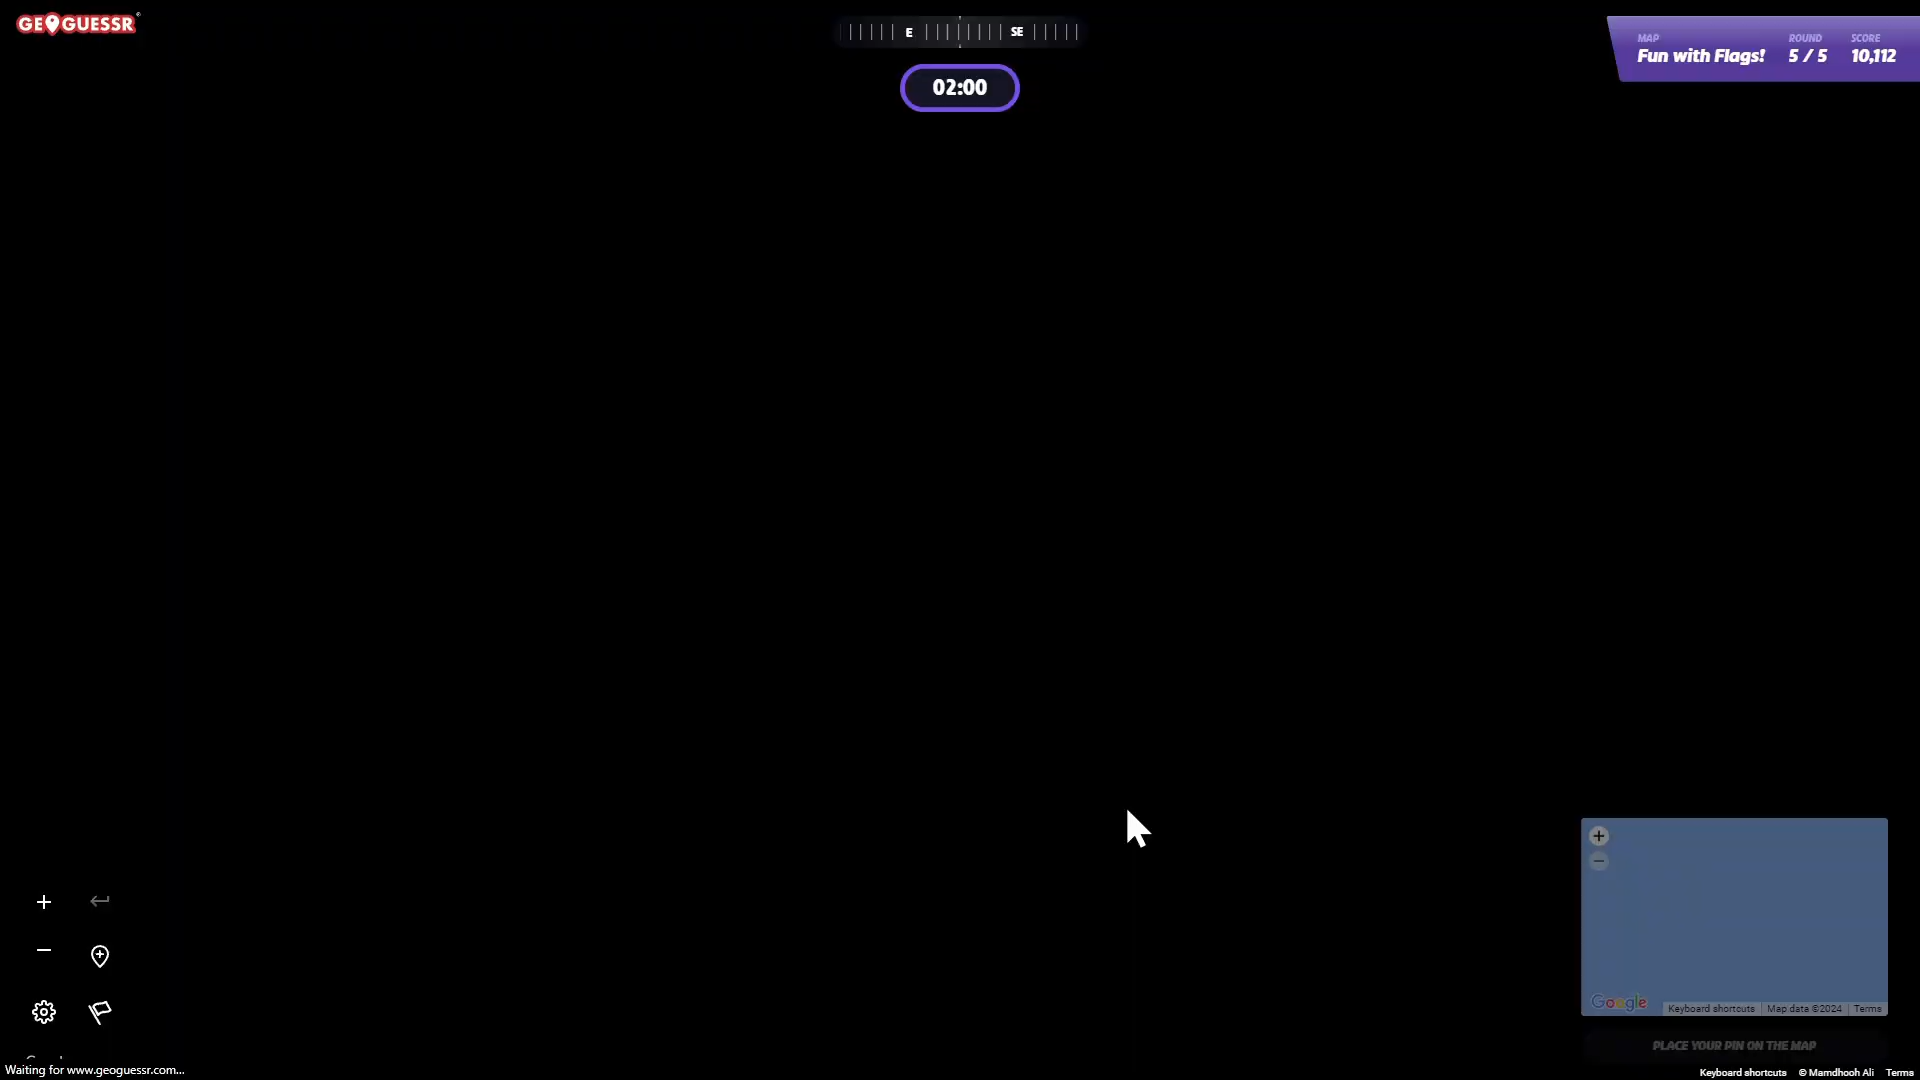 GEOGUESSR
E
SE
MAP
ROUND
SCORE
Fun with Flags!
5 / 5
10,112
02:00
Google
Keyboard shortcuts
Map data ©2024
Terms
PLACE YOUR PIN ON THE MAP
Waiting for www.geoguessr.com...
Keyboard shortcuts
© Mamdhooh Ali
Terms